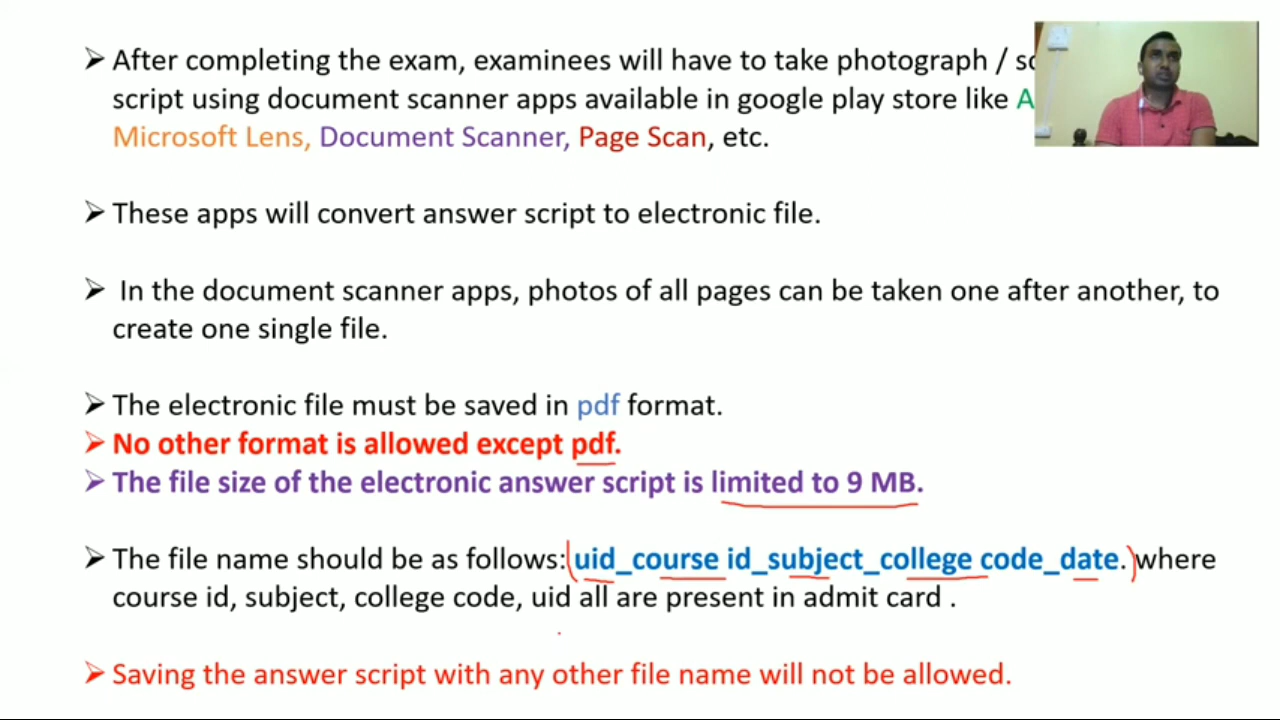 ➢ After completing the exam, examinees will have to take photograph /
script using document scanner apps available in google play store like
Microsoft Lens, Document Scanner, Page Scan, etc.
➢ These apps will convert answer script to electronic file.
➢ In the document scanner apps, photos of all pages can be taken one after another, to
create one single file.
➢ The electronic file must be saved in pdf format.
➢ No other format is allowed except pdf.
➢ The file size of the electronic answer script is limited to 9 MB.
➢ The file name should be as follows: (uid_course id_subject_college code_date.) where
course id, subject, college code, uid all are present in admit card .
➢ Saving the answer script with any other file name will not be allowed.